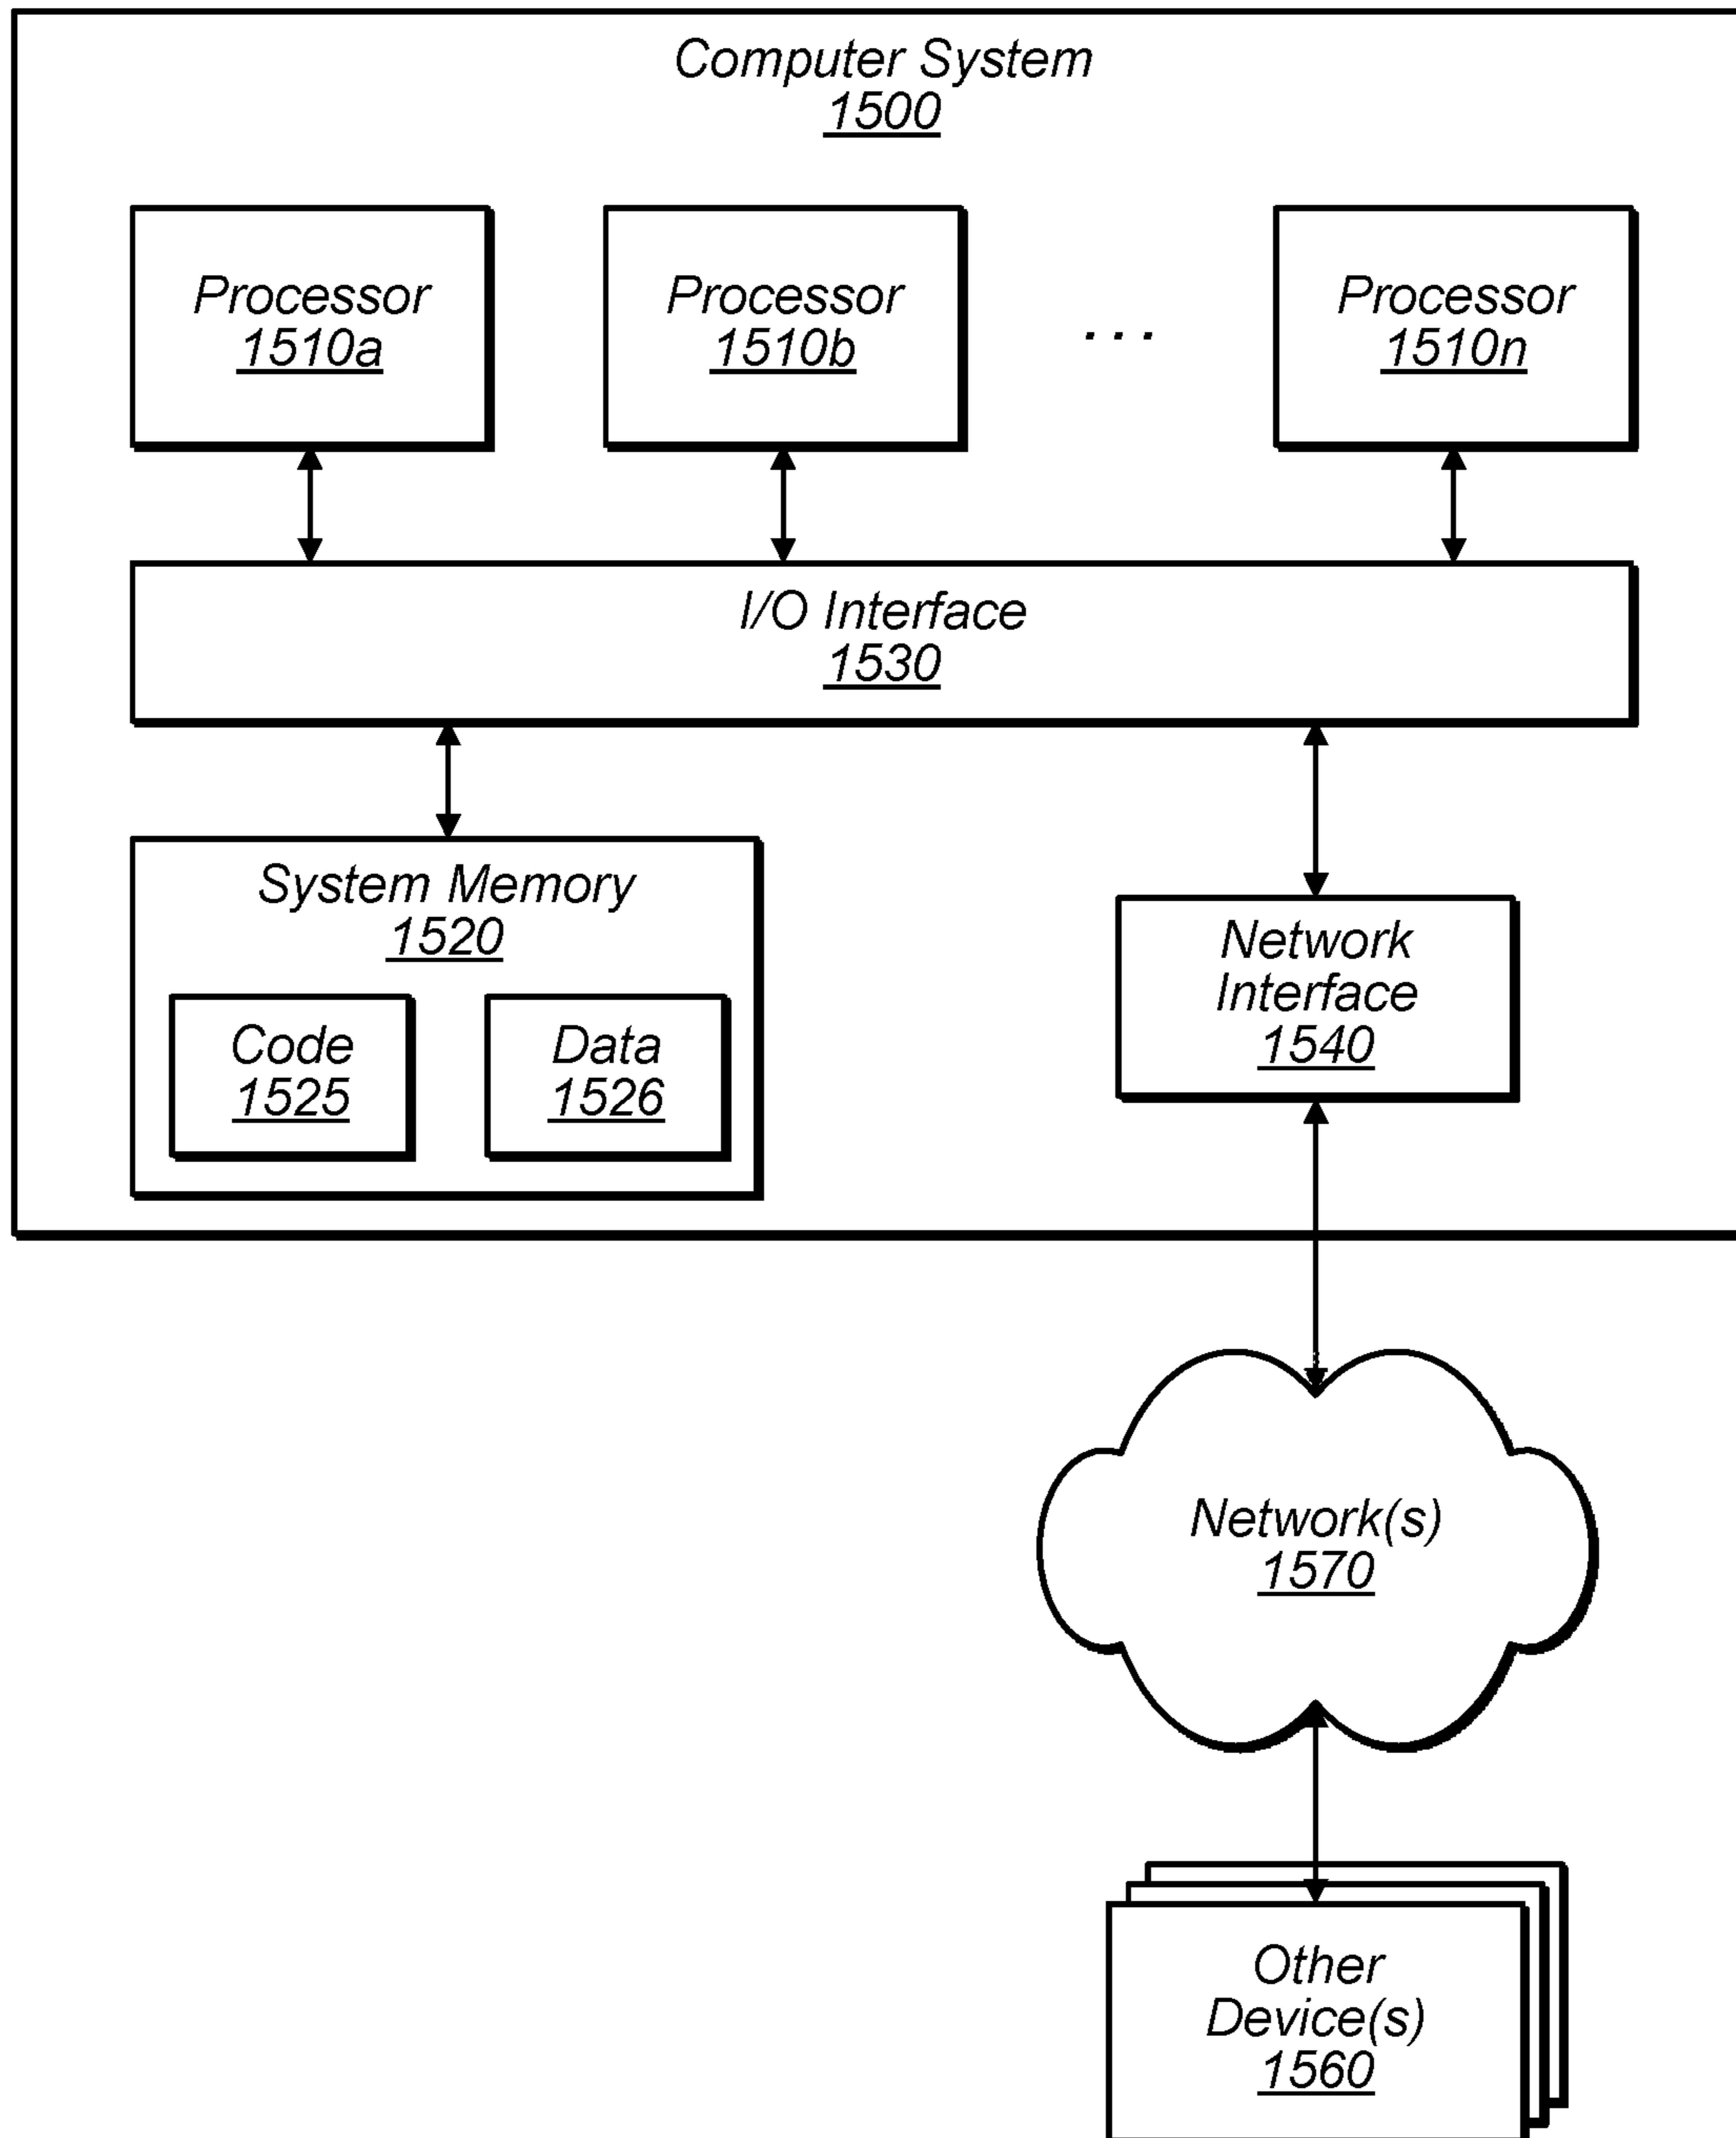 Computer System
1500
Processor
1510a
Processor
1510b
. . .
Processor
1510n
I/O Interface
1530
System Memory
1520
Code
1525
Data
1526
Network
Interface
1540
Network(s)
1570
Other
Device(s)
1560